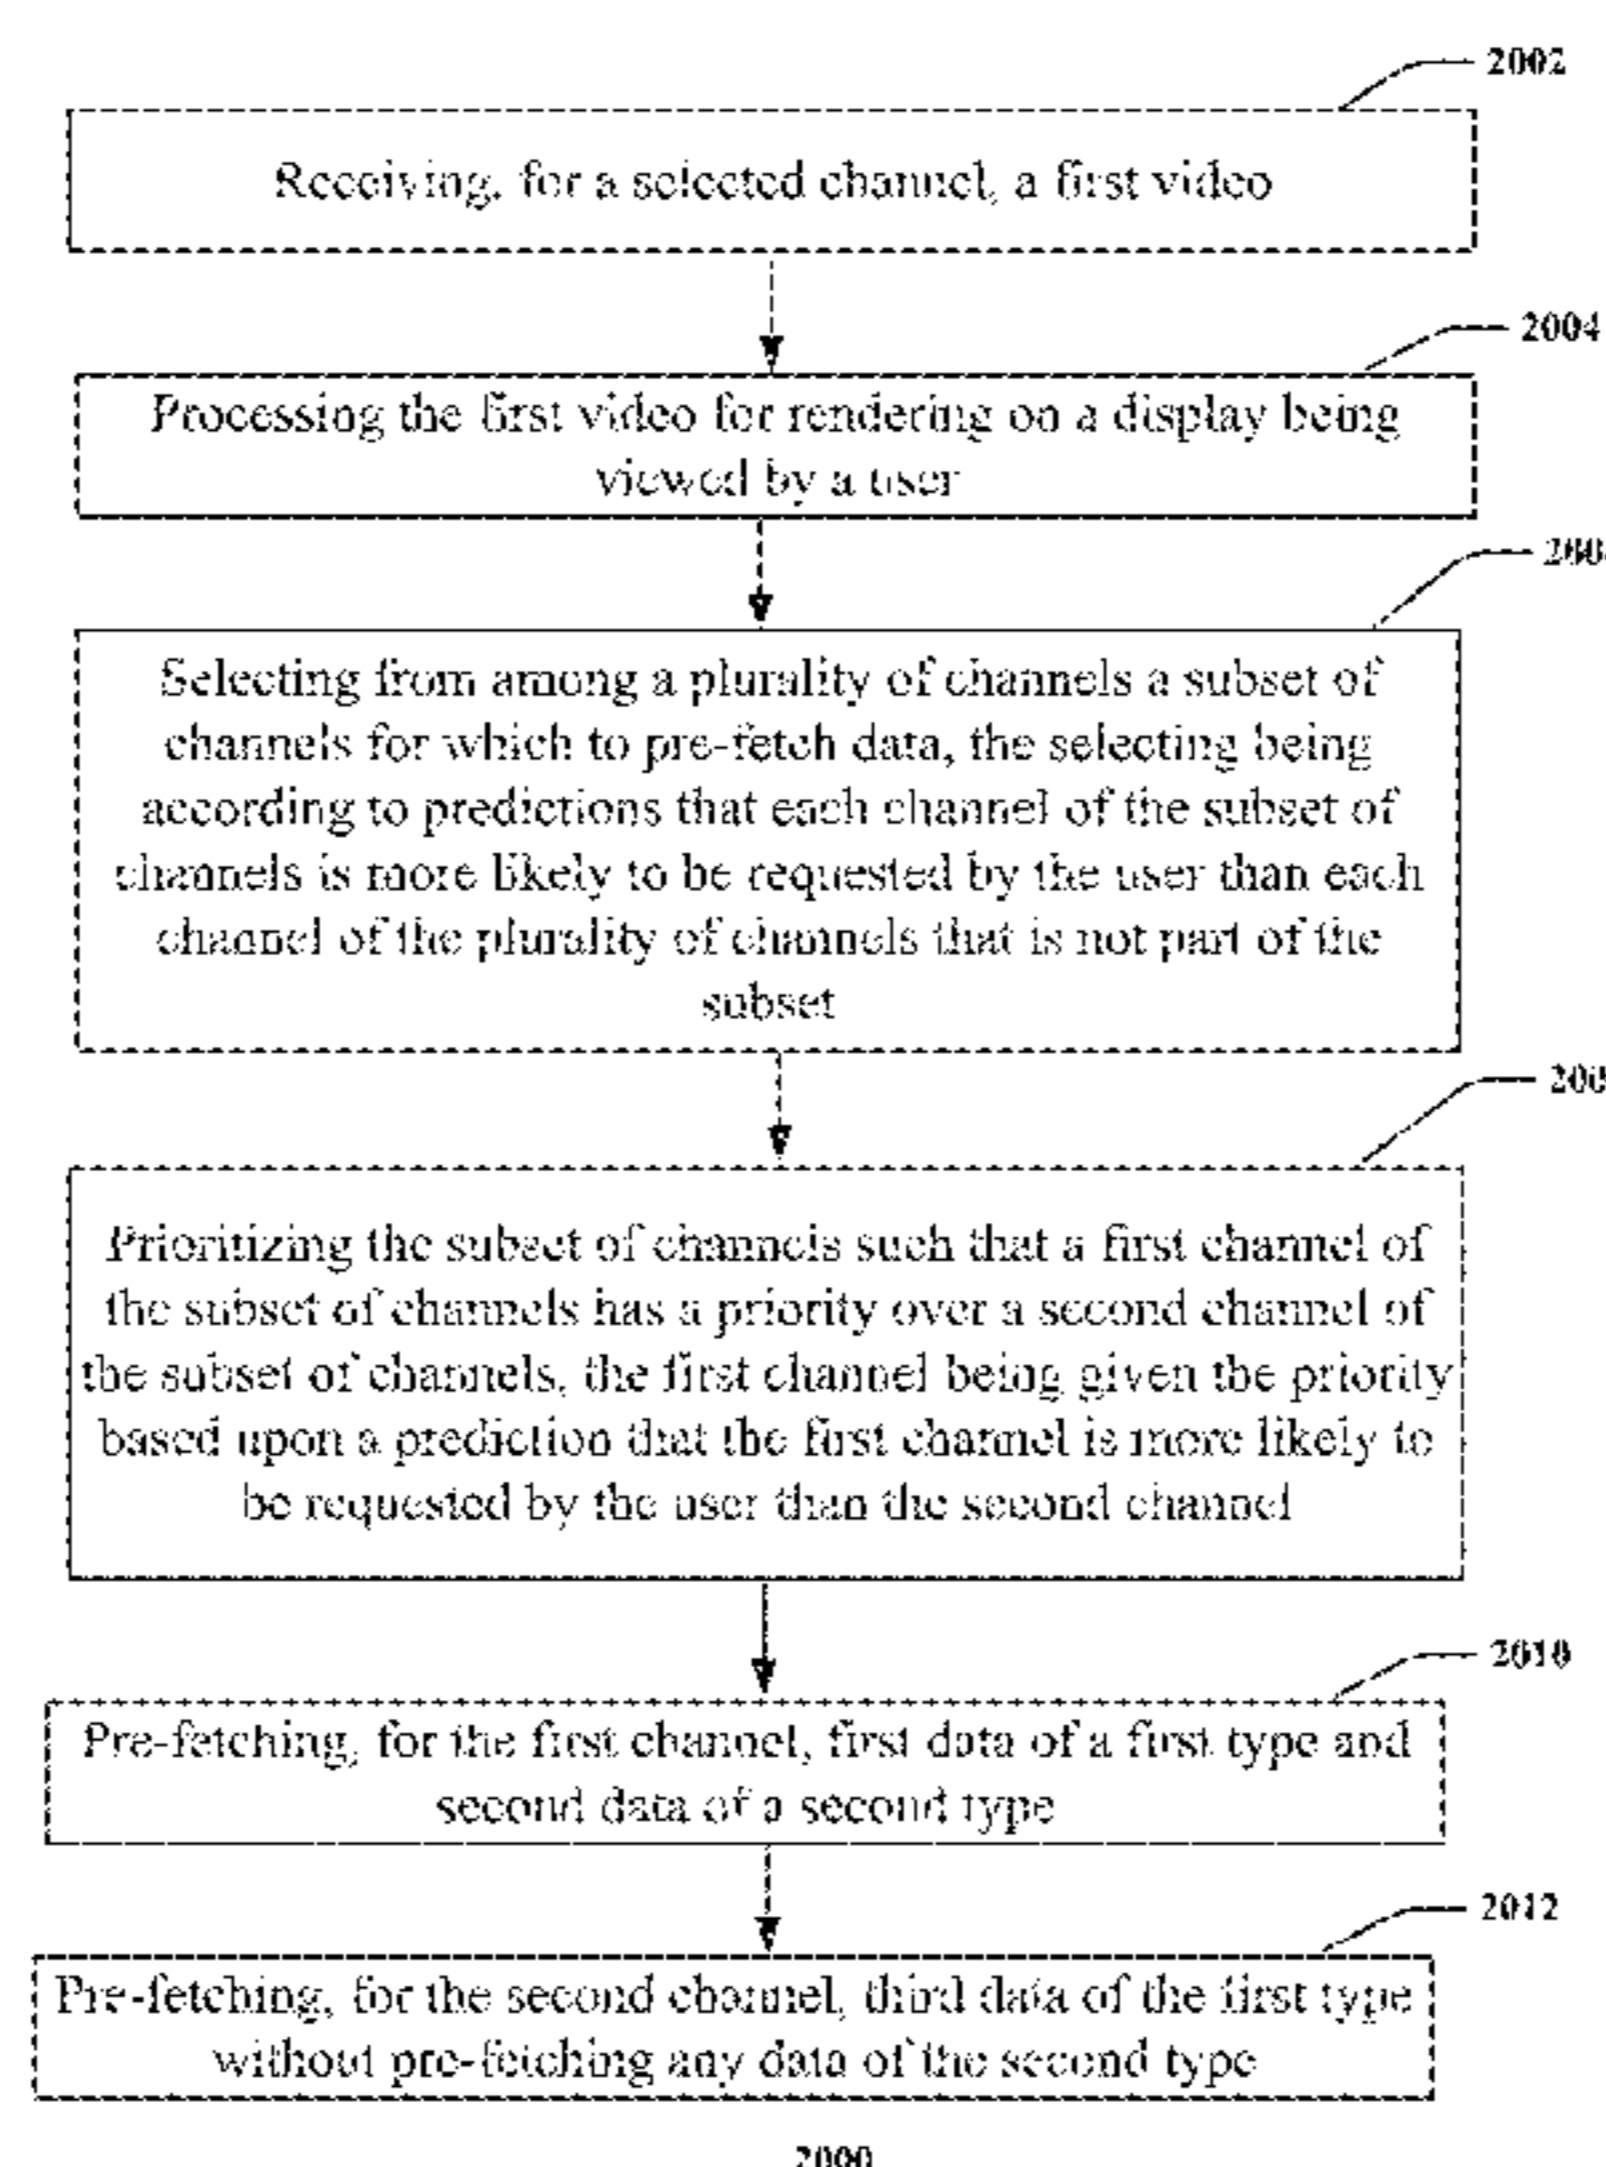 2002
Receiving, for a selected channel, a first video
2004
Processing the first video for rendering on a display being
viewed by a user
Selecting from among a plurality of channels a subset of
channels for which to pre-fetch data, the selecting being
according to predictions that each channel of the subset of
channels is more likely to be requested by the user than each
channel of the plurality of channels that is not part of the
subset
Prioritizing the subset of channels such that a first channel of
the subset of channels has a priority over a second channel of
the subset of channels, the first channel being given the priority
based upon a prediction that the first channel is more likely to
be requested by the user than the second channel
2010
Pre-fetching, for the first channel, first data of a first type and
second data of a second type
2012
Pre-fetching, for the second channel, third data of the first type
without pre-fetching any data of the second type
2000